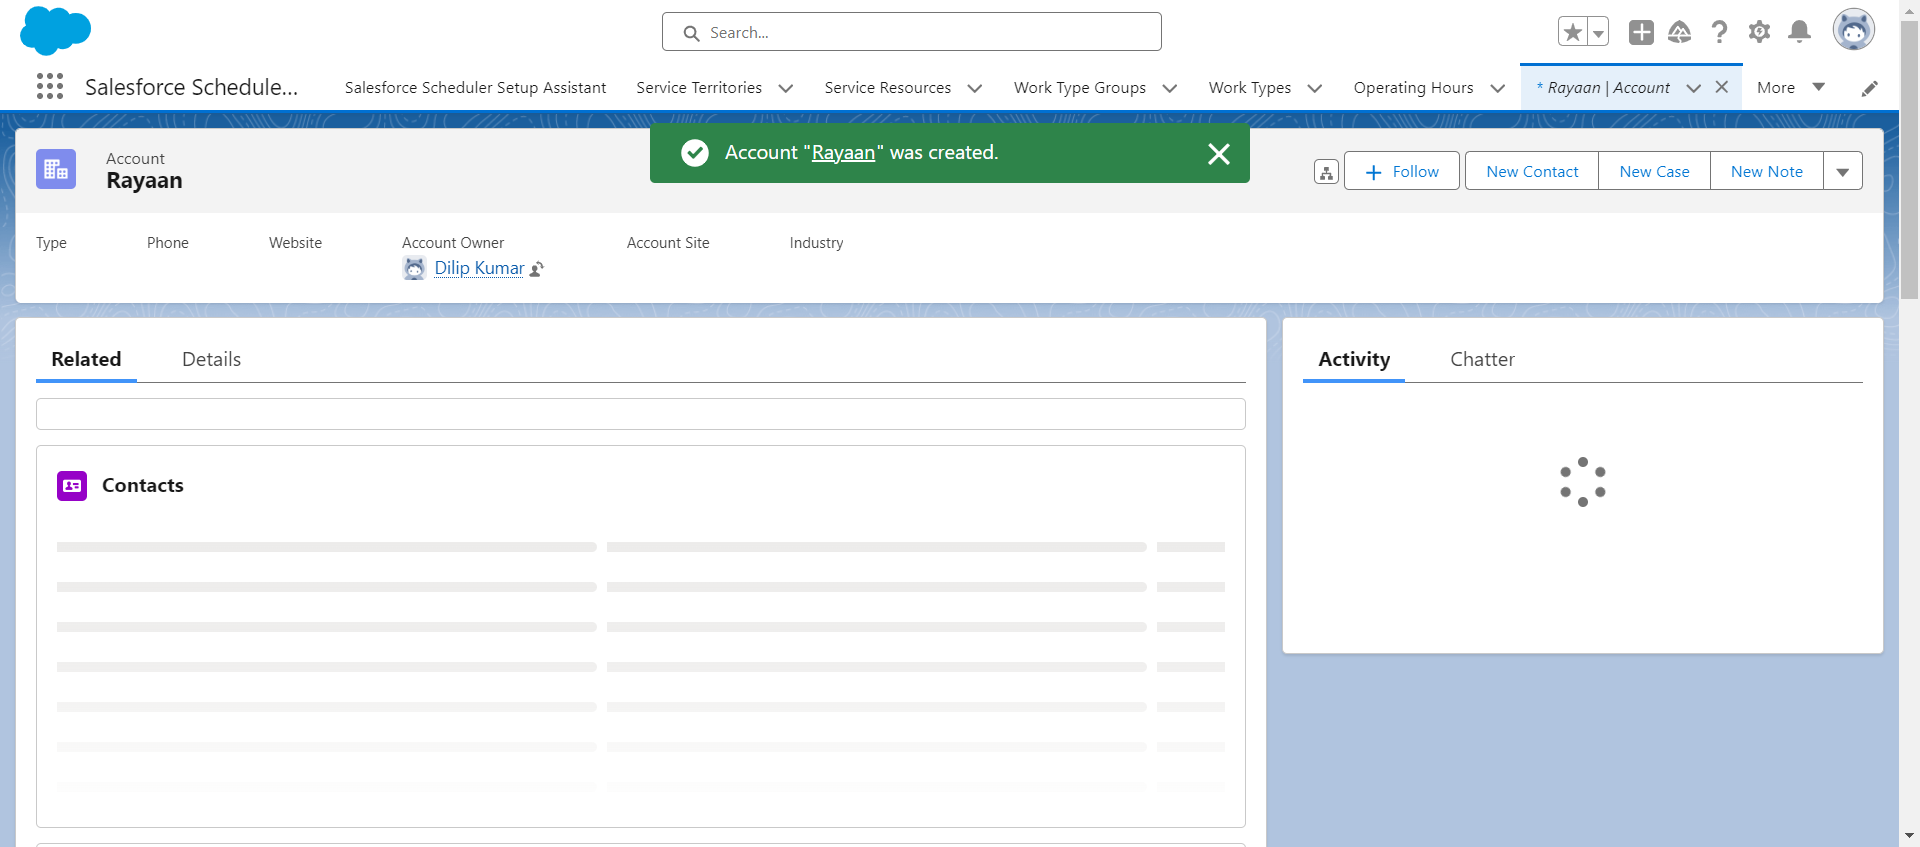 Search...
Salesforce Schedule...
Salesforce Scheduler Setup Assistant
Service Territories
Service Resources
Work Type Groups
Work Types
Operating Hours
* Rayaan | Account
More
Account "Rayaan" was created.
Account
Rayaan
Follow
New Contact
New Case
New Note
Type
Phone
Website
Account Owner
Account Site
Industry
Dilip Kumar
Related
Details
Activity
Chatter
Contacts